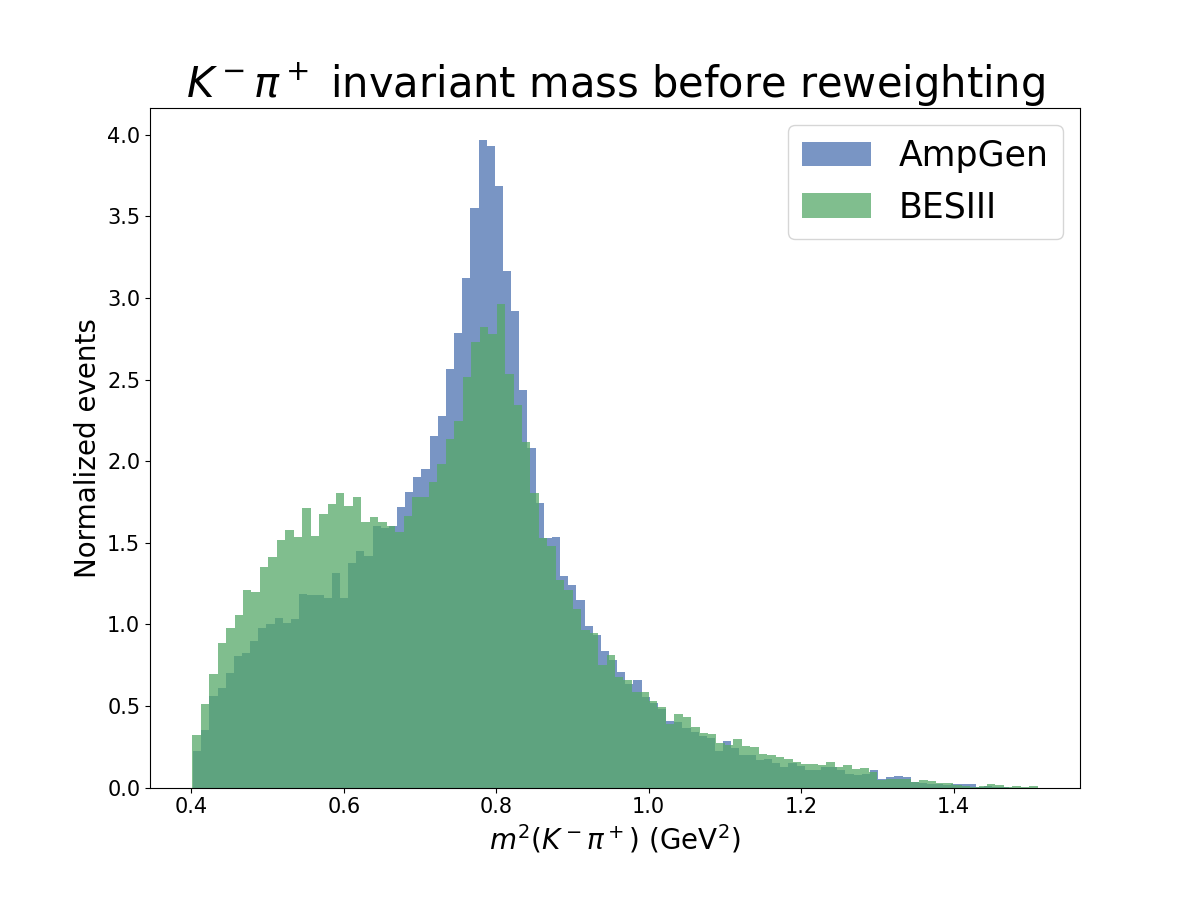 K⁻π⁺ invariant mass before reweighting
AmpGen
BESIII
Normalized events
4.0
3.5
3.0
2.5
2.0
1.5
1.0
0.5
0.0
0.4 0.6 0.8 1.0 1.2 1.4
m²(K⁻π⁺) (GeV²)